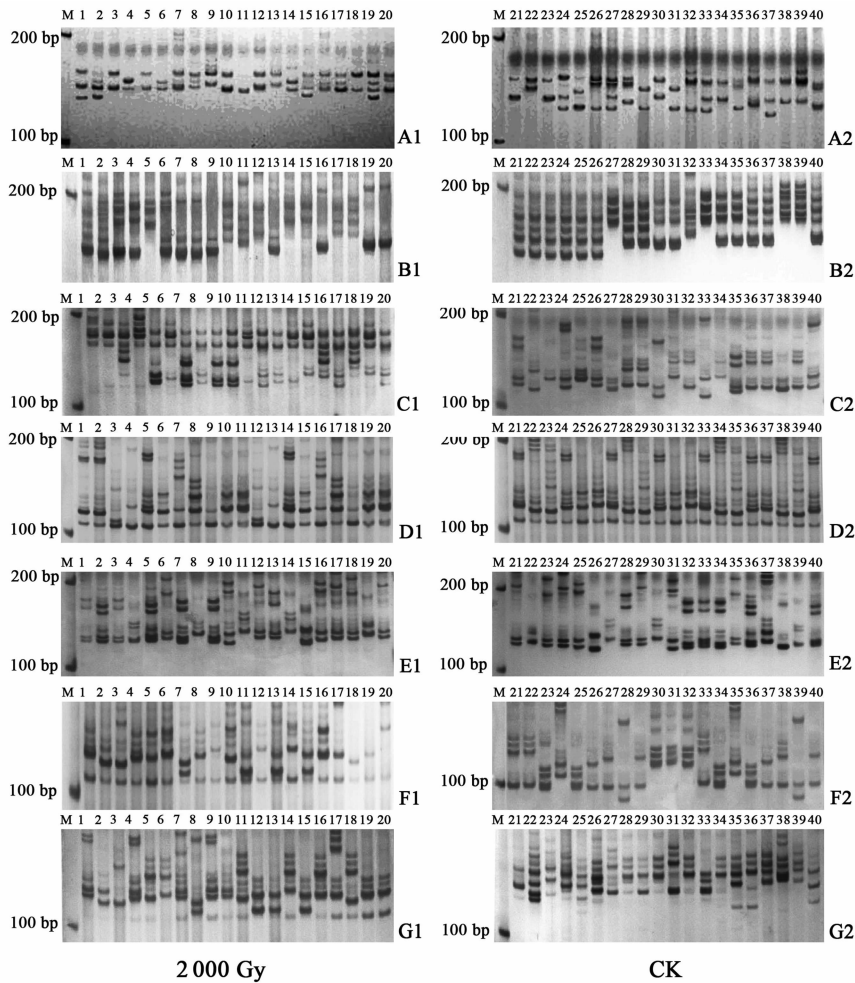 M 1 2 3 4 5 6 7 8 9 10 11 12 13 14 15 16 17 18 19 20
200 bp
100 bp
A1
M 21 22 23 24 25 26 27 28 29 30 31 32 33 34 35 36 37 38 39 40
200 bp
100 bp
A2
M 1 2 3 4 5 6 7 8 9 10 11 12 13 14 15 16 17 18 19 20
200 bp
B1
M 21 22 23 24 25 26 27 28 29 30 31 32 33 34 35 36 37 38 39 40
200 bp
B2
M 1 2 3 4 5 6 7 8 9 10 11 12 13 14 15 16 17 18 19 20
200 bp
100 bp
C1
M 21 22 23 24 25 26 27 28 29 30 31 32 33 34 35 36 37 38 39 40
200 bp
100 bp
C2
M 1 2 3 4 5 6 7 8 9 10 11 12 13 14 15 16 17 18 19 20
200 bp
100 bp
D1
M 21 22 23 24 25 26 27 28 29 30 31 32 33 34 35 36 37 38 39 40
200 bp
100 bp
D2
M 1 2 3 4 5 6 7 8 9 10 11 12 13 14 15 16 17 18 19 20
200 bp
100 bp
E1
M 21 22 23 24 25 26 27 28 29 30 31 32 33 34 35 36 37 38 39 40
200 bp
100 bp
E2
M 1 2 3 4 5 6 7 8 9 10 11 12 13 14 15 16 17 18 19 20
100 bp
F1
M 21 22 23 24 25 26 27 28 29 30 31 32 33 34 35 36 37 38 39 40
100 bp
F2
M 1 2 3 4 5 6 7 8 9 10 11 12 13 14 15 16 17 18 19 20
100 bp
G1
M 21 22 23 24 25 26 27 28 29 30 31 32 33 34 35 36 37 38 39 40
100 bp
G2
2 000 Gy
CK